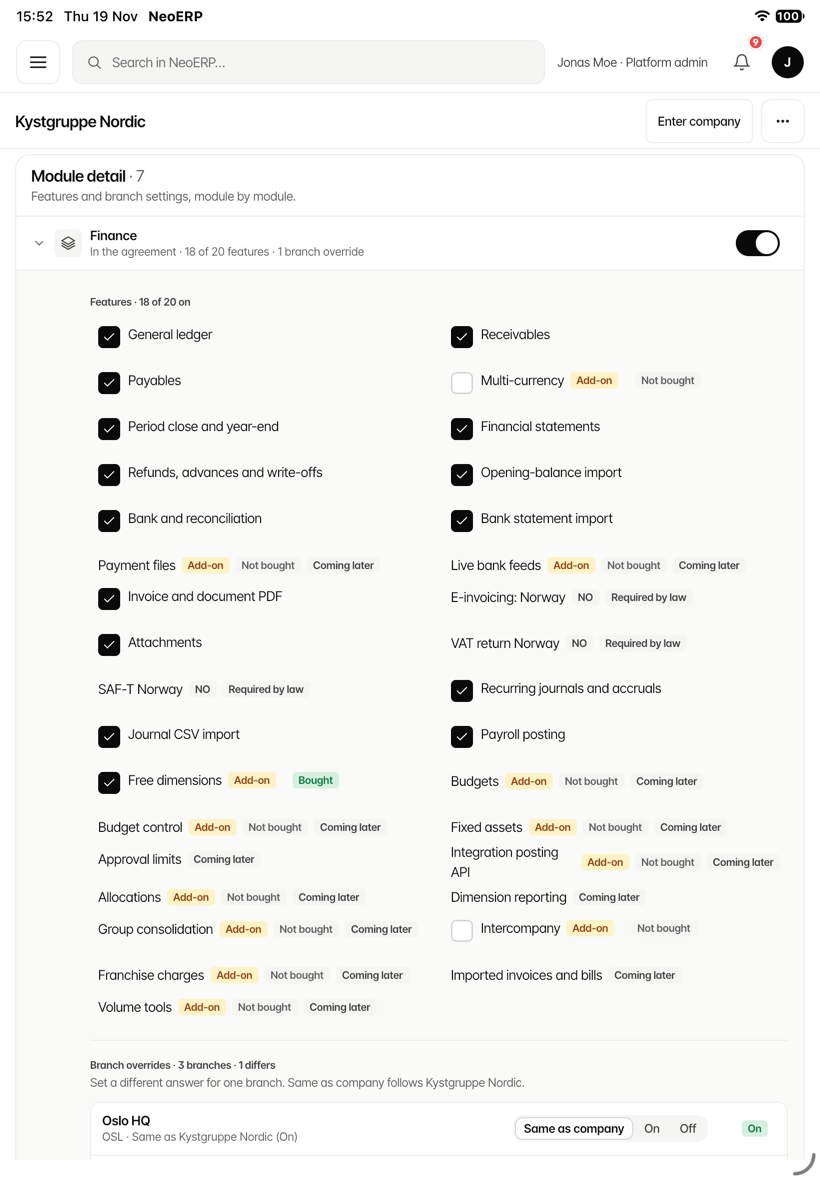 15:52 Thu 19 Nov NeoERP
100
9
Search in NeoERP...
Jonas Moe · Platform admin
J
Kystgruppe Nordic
Enter company
...
Module detail · 7
Features and branch settings, module by module.
Finance
In the agreement · 18 of 20 features · 1 branch override
Features · 18 of 20 on
General ledger
Receivables
Payables
Multi-currency Add-on Not bought
Period close and year-end
Financial statements
Refunds, advances and write-offs
Opening-balance import
Bank and reconciliation
Bank statement import
Payment files Add-on Not bought Coming later
Live bank feeds Add-on Not bought Coming later
Invoice and document PDF
E-invoicing: Norway NO Required by law
Attachments
VAT return Norway NO Required by law
SAF-T Norway NO Required by law
Recurring journals and accruals
Journal CSV import
Payroll posting
Free dimensions Add-on Bought
Budgets Add-on Not bought Coming later
Budget control Add-on Not bought Coming later
Fixed assets Add-on Not bought Coming later
Approval limits Coming later
Integration posting
API
Add-on Not bought Coming later
Allocations Add-on Not bought Coming later
Dimension reporting Coming later
Group consolidation Add-on Not bought Coming later
Intercompany Add-on Not bought
Franchise charges Add-on Not bought Coming later
Imported invoices and bills Coming later
Volume tools Add-on Not bought Coming later
Branch overrides · 3 branches · 1 differs
Set a different answer for one branch. Same as company follows Kystgruppe Nordic.
Oslo HQ
OSL · Same as Kystgruppe Nordic (On)
Same as company On Off
On